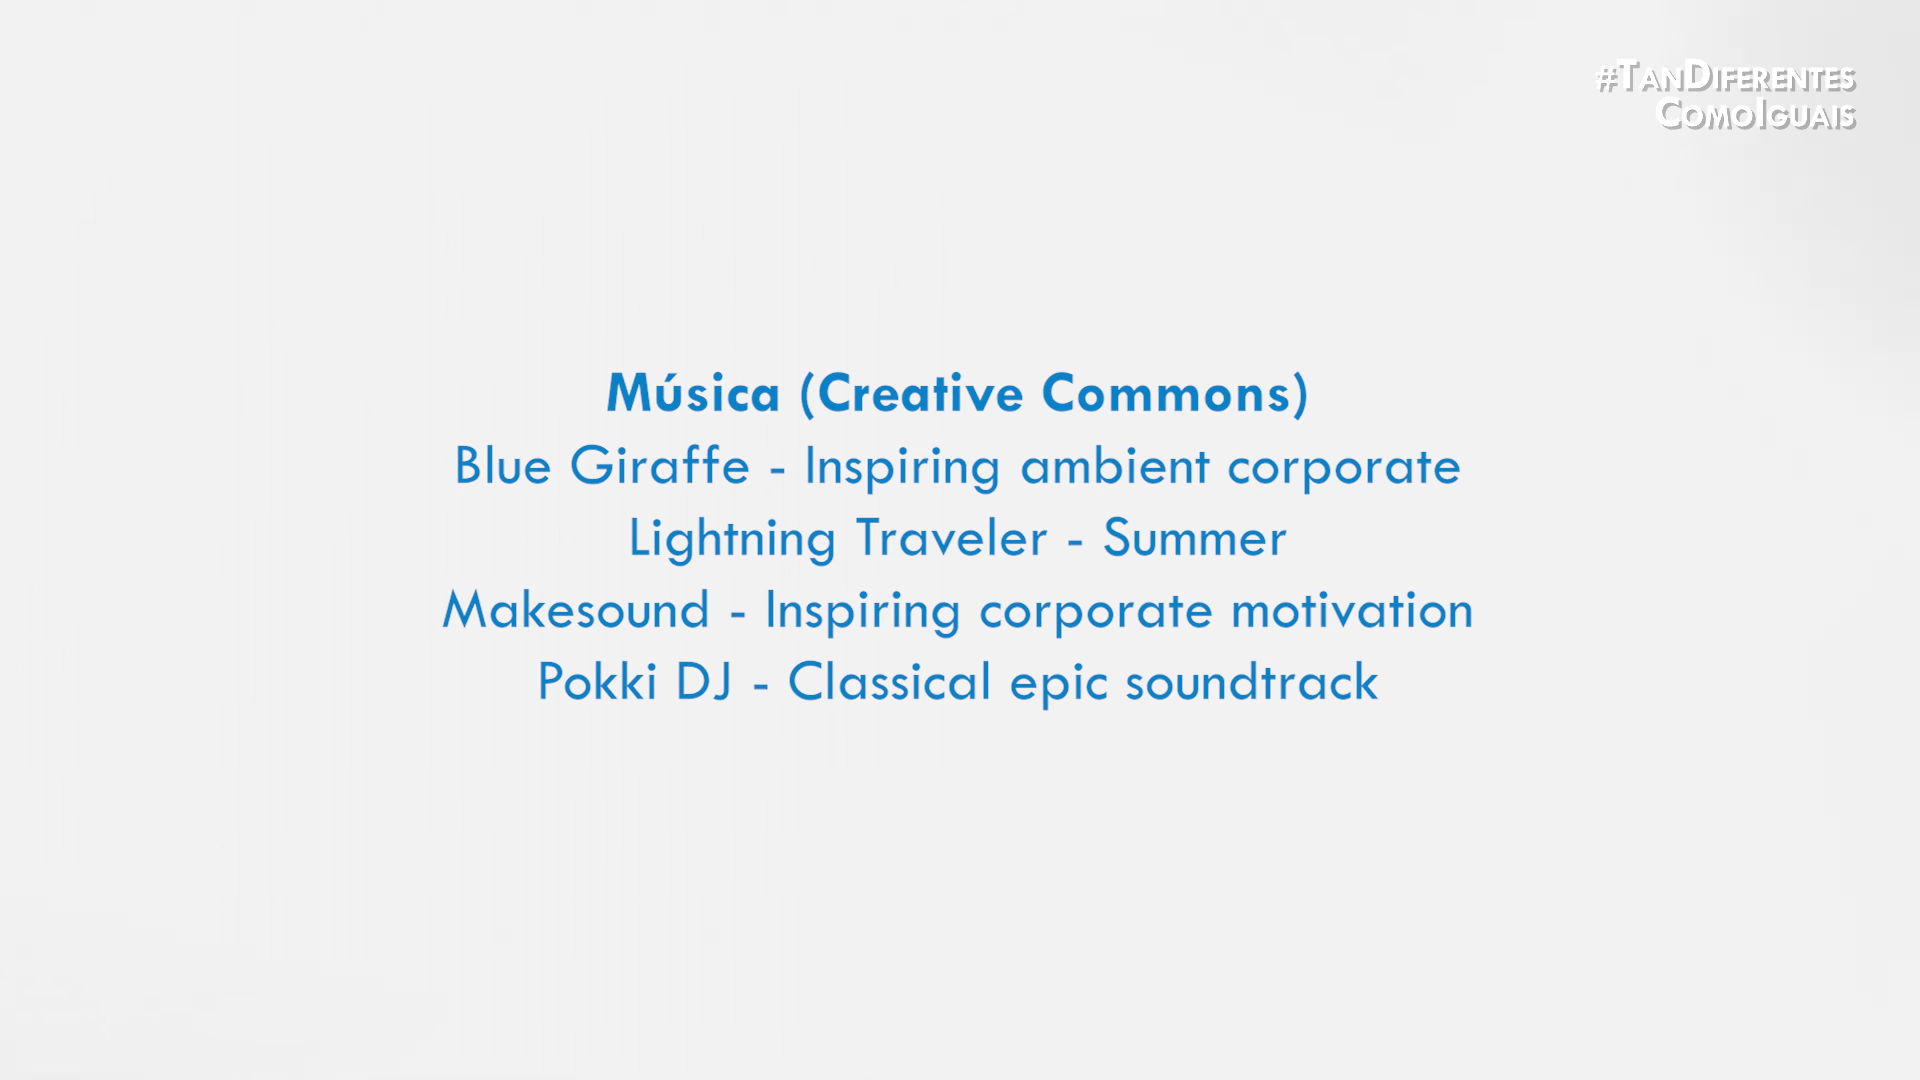 #TANDIFERENTES
COMOIGUAIS
Música (Creative Commons)
Blue Giraffe - Inspiring ambient corporate
Lightning Traveler - Summer
Makesound - Inspiring corporate motivation
Pokki DJ - Classical epic soundtrack